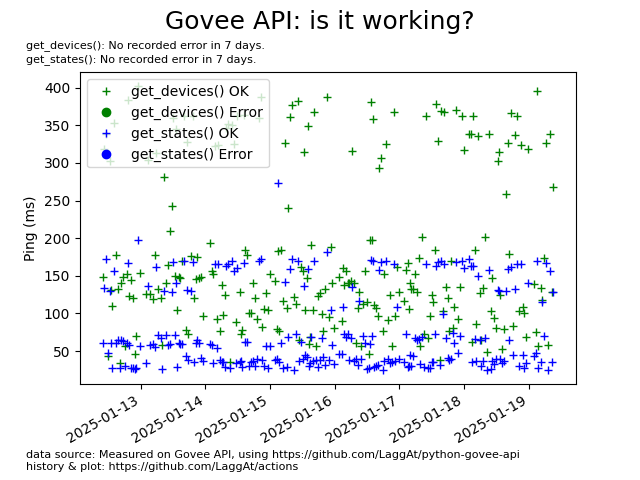 Govee API: is it working?
get_devices(): No recorded error in 7 days.
get_states(): No recorded error in 7 days.
get_devices() OK
get_devices() Error
get_states() OK
get_states() Error
Ping (ms)
400
350
300
250
200
150
100
50
2025-01-13
2025-01-14
2025-01-15
2025-01-16
2025-01-17
2025-01-18
2025-01-19
data source: Measured on Govee API, using https://github.com/LaggAt/python-govee-api
history & plot: https://github.com/LaggAt/actions